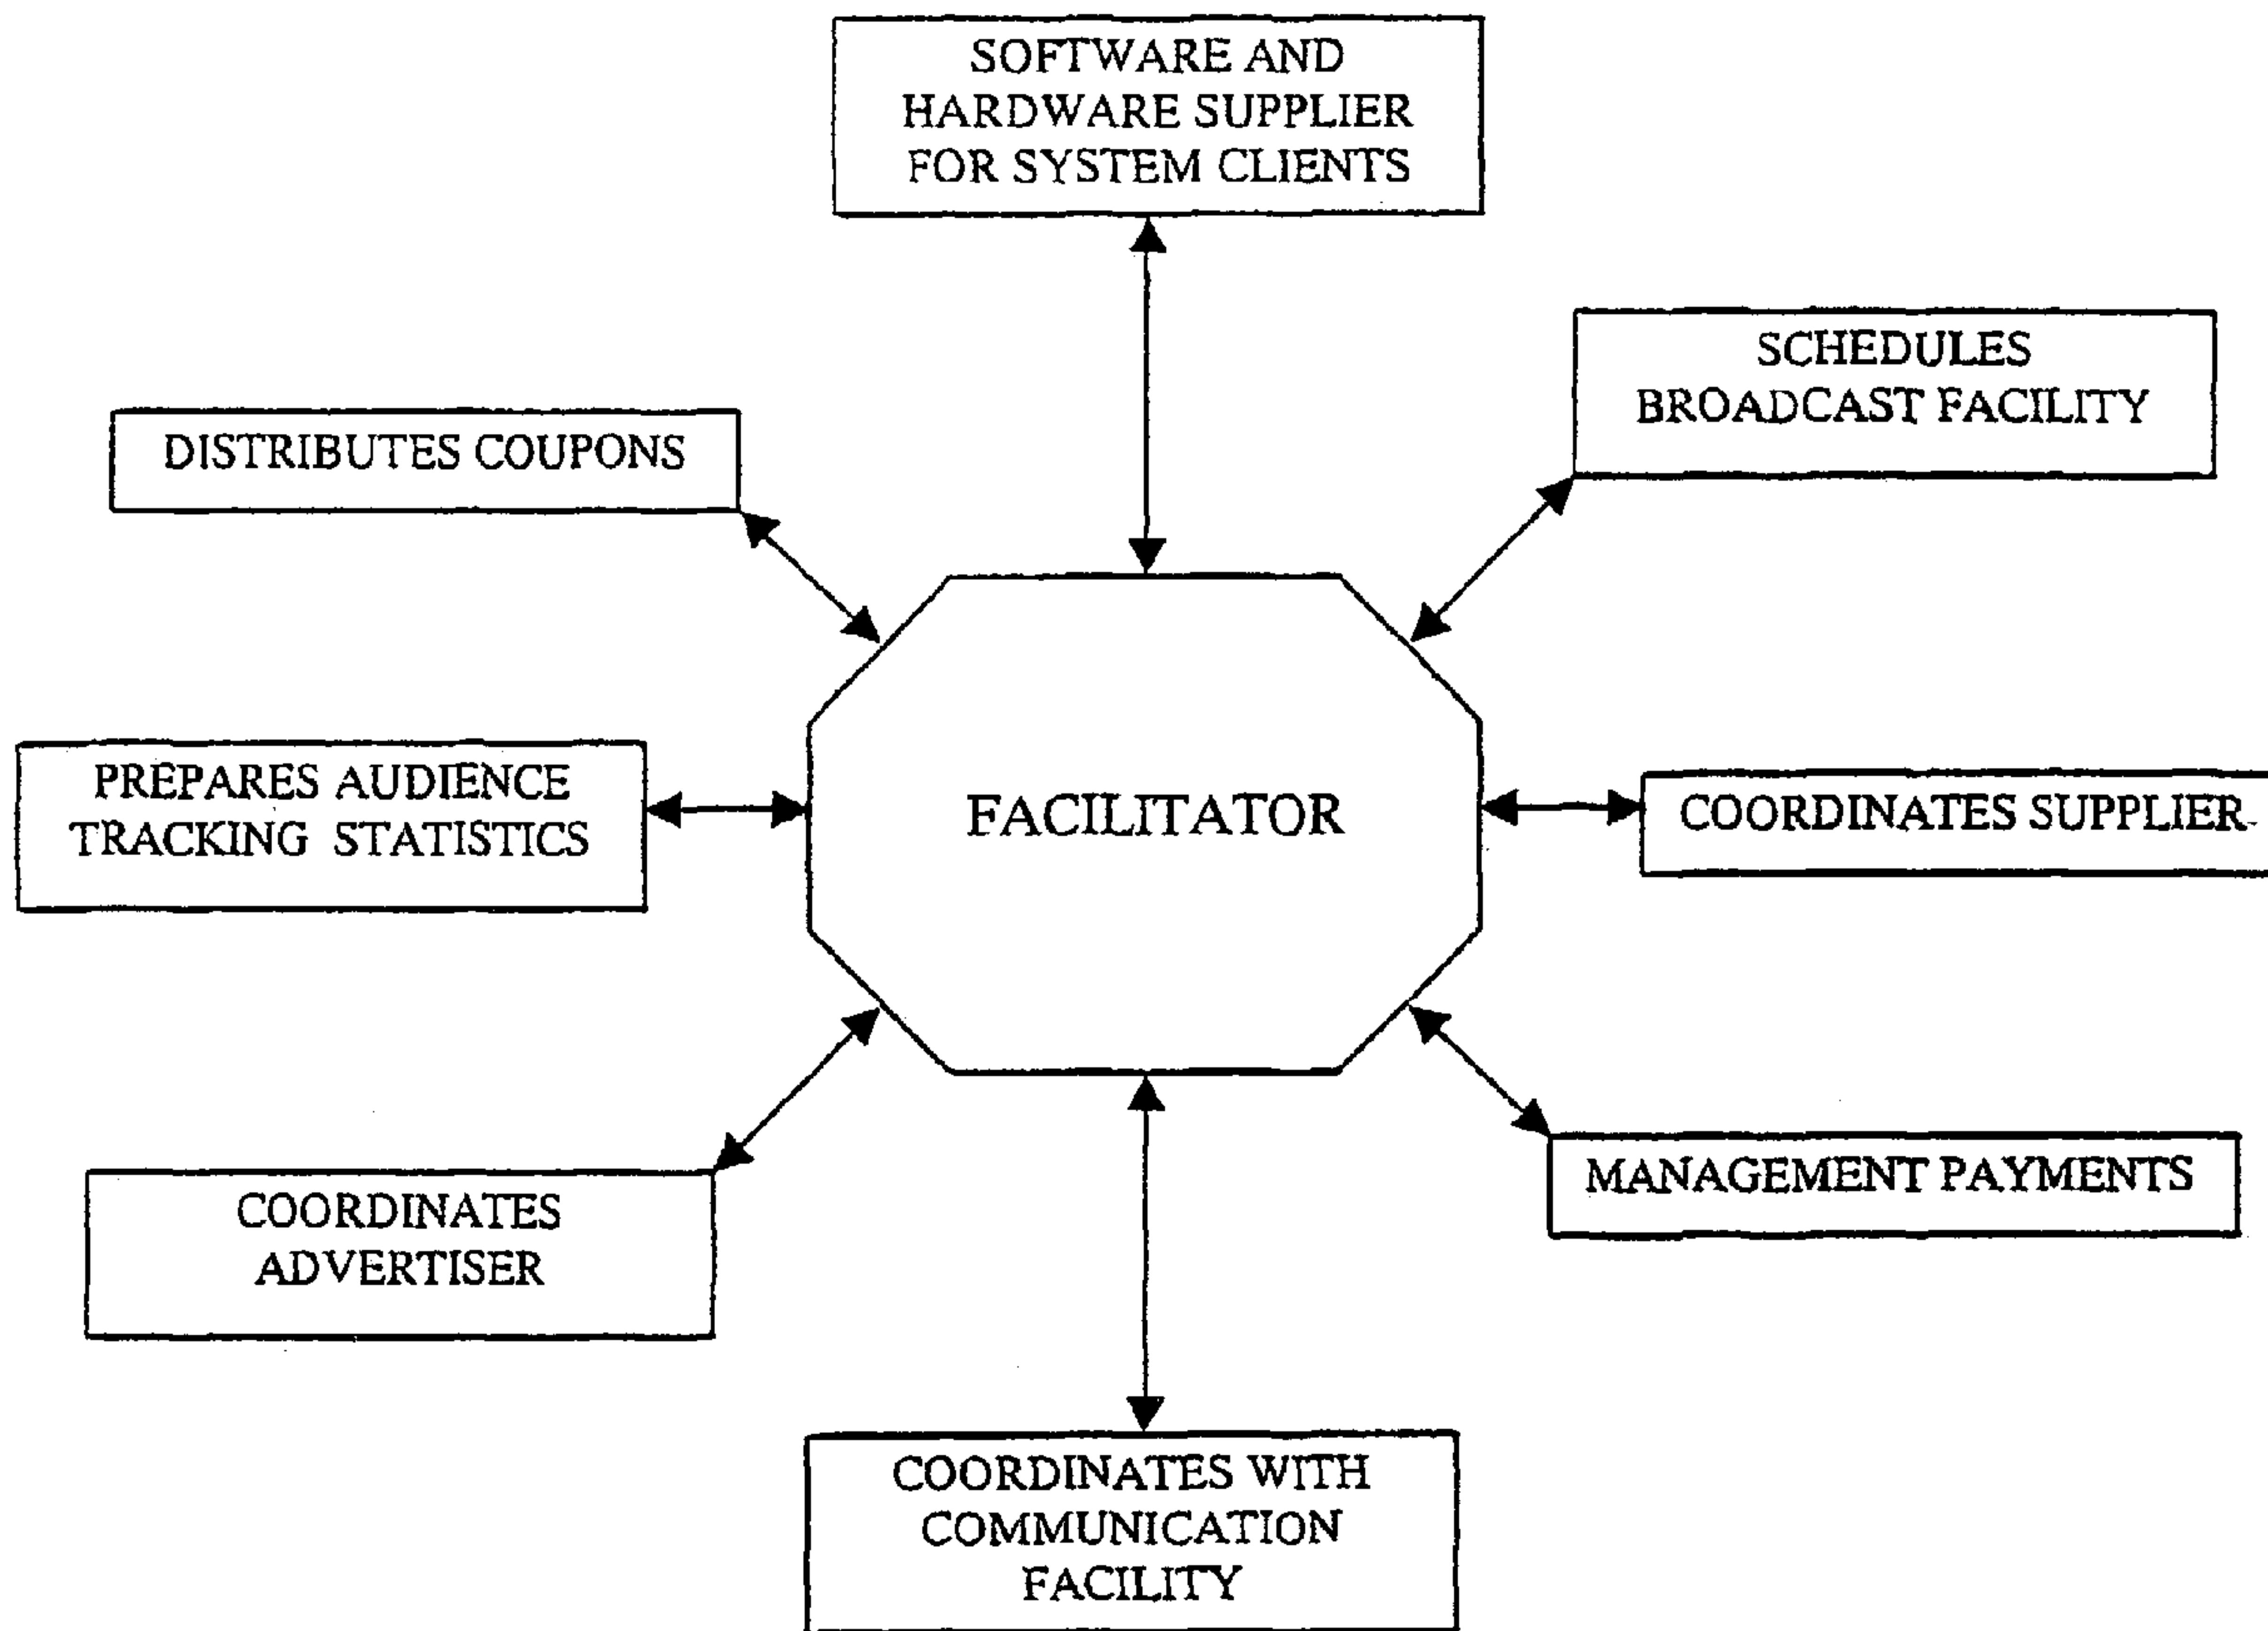 SOFTWARE AND
HARDWARE SUPPLIER
FOR SYSTEM CLIENTS
SCHEDULES
BROADCAST FACILITY
DISTRIBUTES COUPONS
PREPARES AUDIENCE
TRACKING STATISTICS
FACILITATOR
COORDINATES SUPPLIER
MANAGEMENT PAYMENTS
COORDINATES
ADVERTISER
COORDINATES WITH
COMMUNICATION
FACILITY